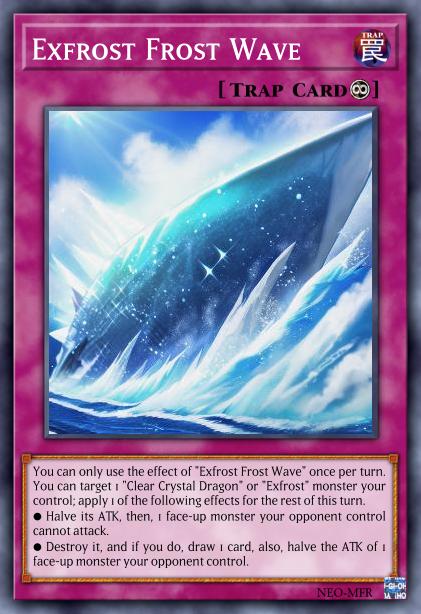 Exfrost Frost Wave
TRAP
罠
[Trap Card]
You can only use the effect of "Exfrost Frost Wave" once per turn.
You can target 1 "Clear Crystal Dragon" or "Exfrost" monster your
control; apply 1 of the following effects for the rest of this turn.
● Halve its ATK, then, 1 face-up monster your opponent control
cannot attack.
● Destroy it, and if you do, draw 1 card, also, halve the ATK of 1
face-up monster your opponent control.
NEO-MFR